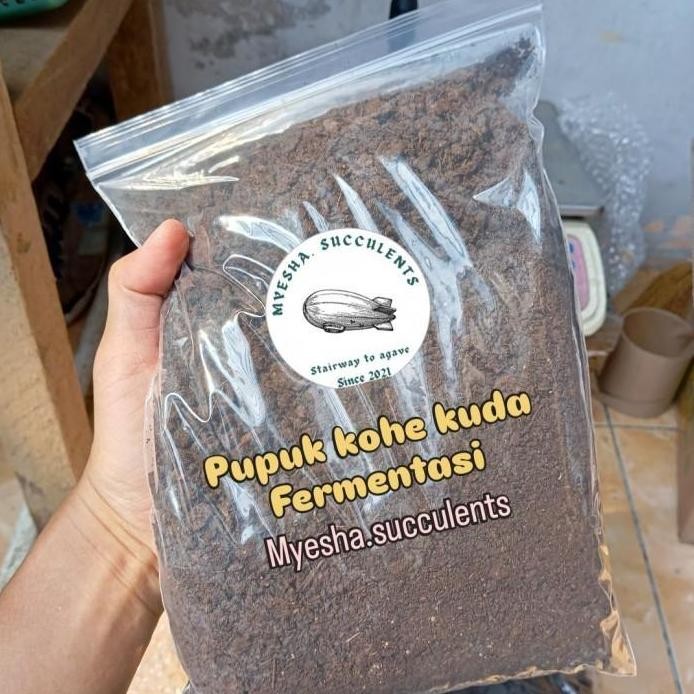 MYESHA. SUCCULENTS
Stairway to agave
Since 2021
Pupuk kohe kuda
Fermentasi
Myesha.succulents